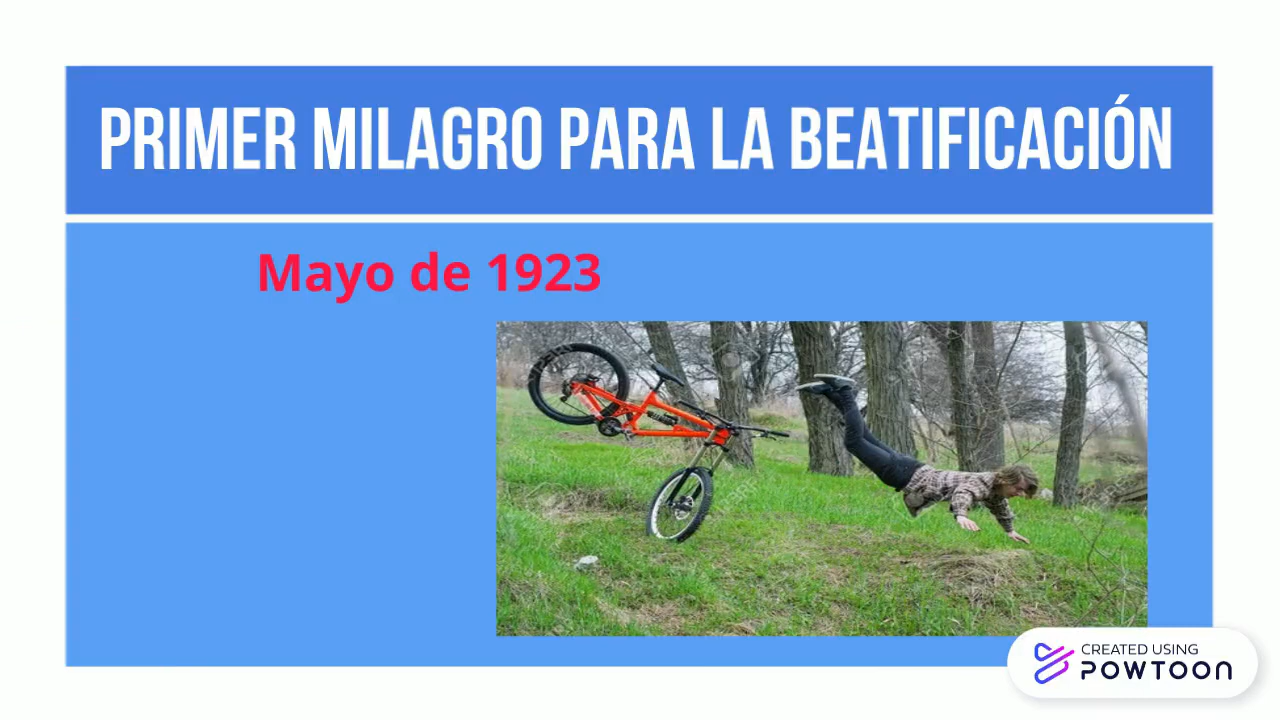 PRIMER MILAGRO PARA LA BEATIFICACIÓN
Mayo de 1923
CREATED USING
POWTOON